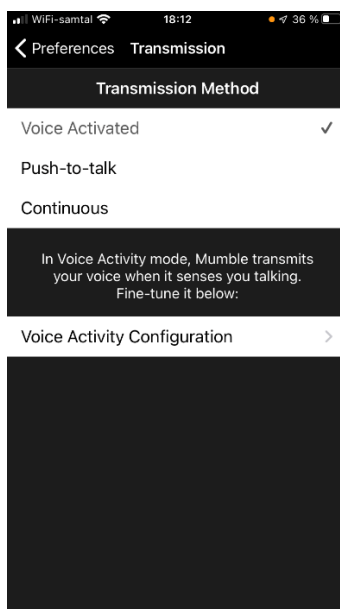 WiFi-samtal 18:12 36 %
Preferences Transmission
Transmission Method
Voice Activated
Push-to-talk
Continuous
In Voice Activity mode, Mumble transmits
your voice when it senses you talking.
Fine-tune it below:
Voice Activity Configuration